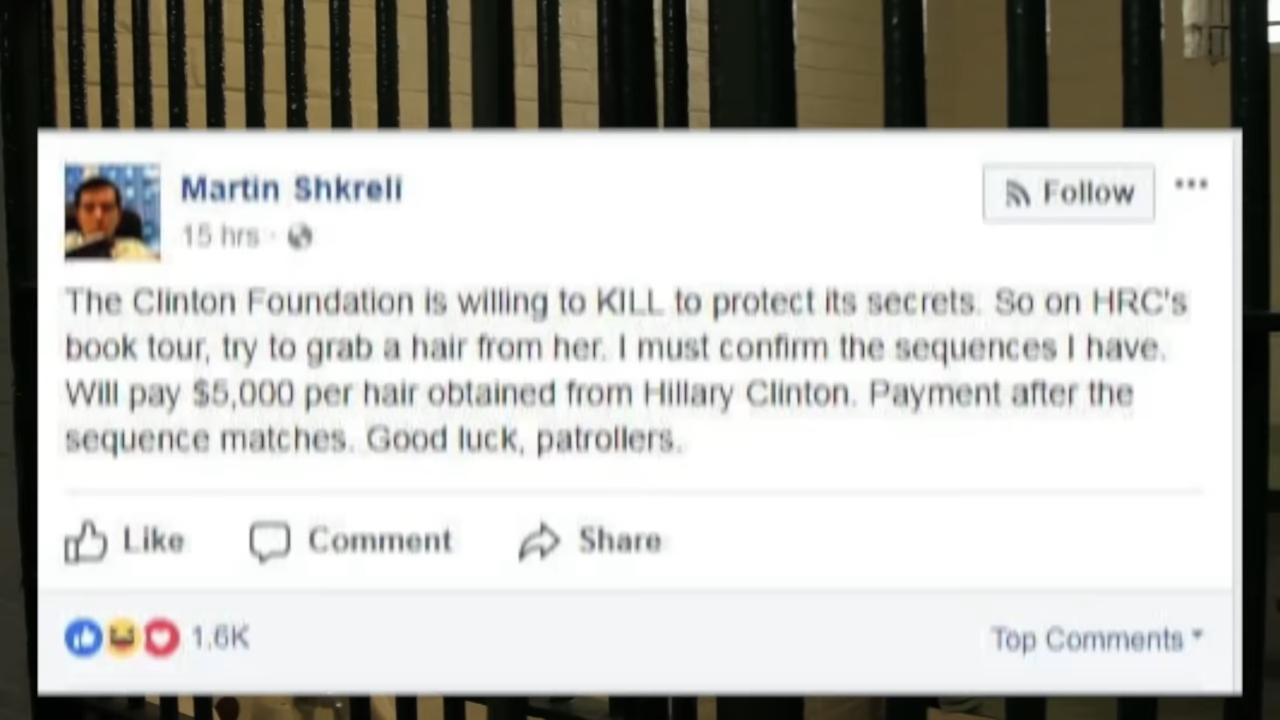 Martin Shkreli
Follow
15 hrs
The Clinton Foundation is willing to KILL to protect its secrets. So on HRC's
book tour, try to grab a hair from her. I must confirm the sequences I have.
Will pay $5,000 per hair obtained from Hillary Clinton. Payment after the
sequence matches. Good luck, patrollers.
Like Comment Share
1.6K Top Comments